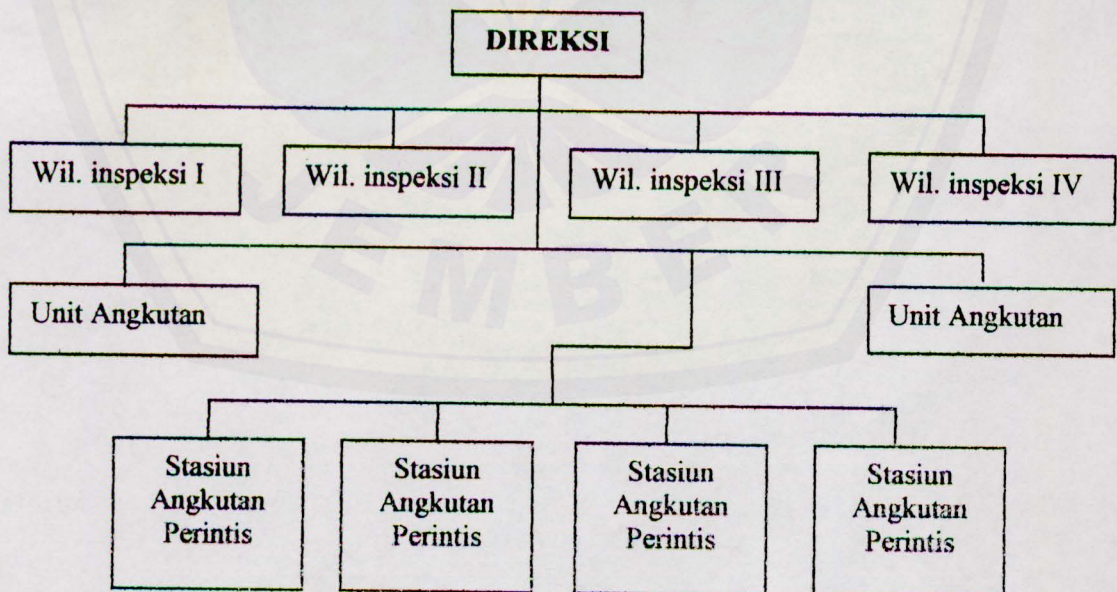 DIREKSI
Wil. inspeksi I
Wil. inspeksi II
Wil. inspeksi III
Wil. inspeksi IV
Unit Angkutan
Unit Angkutan
Stasiun
Angkutan
Perintis
Stasiun
Angkutan
Perintis
Stasiun
Angkutan
Perintis
Stasiun
Angkutan
Perintis
JEMBER